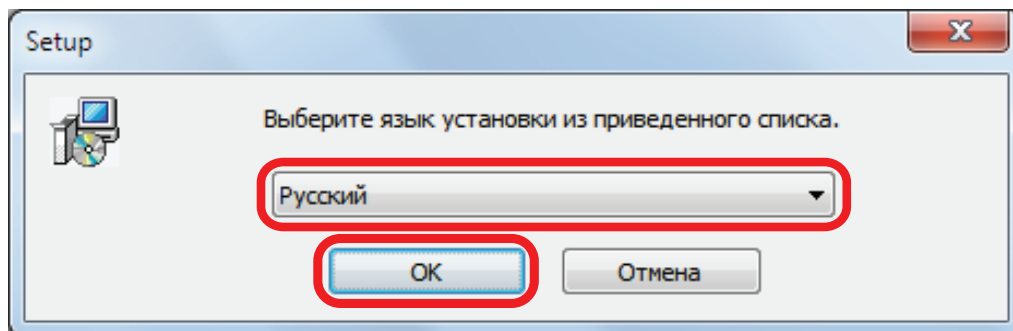 Setup
Выберите язык установки из приведенного списка.
Русский
OK
Отмена